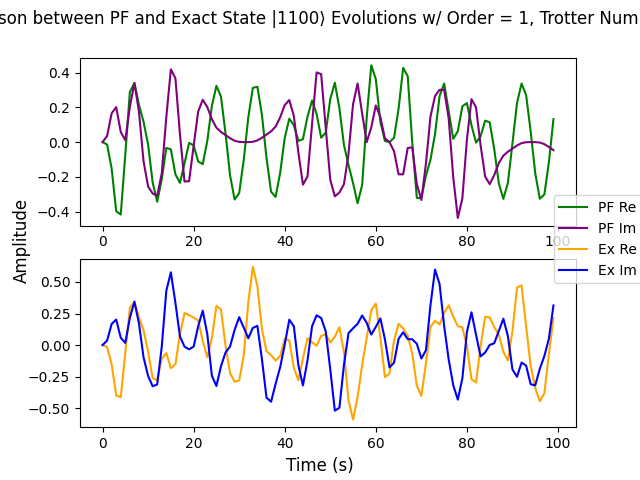 son between PF and Exact State |1100⟩ Evolutions w/ Order = 1, Trotter Num
0.4
0.2
0.0
−0.2
−0.4
0 20 40 60 80 100
PF Re
PF Im
Ex Re
Ex Im
Amplitude
0.50
0.25
0.00
−0.25
−0.50
0 20 40 60 80 100
Time (s)